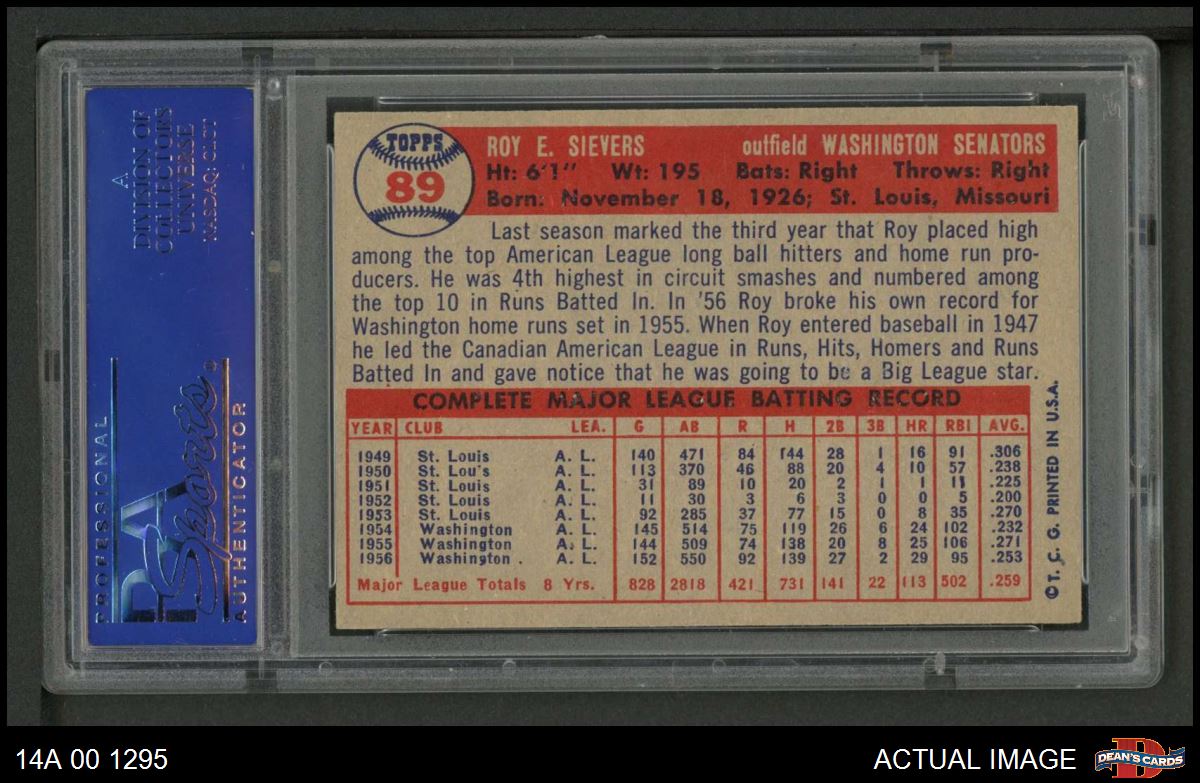 A
DIVISION OF
COLLECTORS
UNIVERSE
NASDAQ: CLCT
PROFESSIONAL
PSA
Sports®
AUTHENTICATOR
TOPPS
89
ROY E. SIEVERS outfield WASHINGTON SENATORS
Ht: 6'1" Wt: 195 Bats: Right Throws: Right
Born: November 18, 1926; St. Louis, Missouri
Last season marked the third year that Roy placed high
among the top American League long ball hitters and home run pro-
ducers. He was 4th highest in circuit smashes and numbered among
the top 10 in Runs Batted In. In '56 Roy broke his own record for
Washington home runs set in 1955. When Roy entered baseball in 1947
he led the Canadian American League in Runs, Hits, Homers and Runs
Batted In and gave notice that he was going to be a Big League star.
COMPLETE MAJOR LEAGUE BATTING RECORD
YEAR CLUB LEA. G AB R H 2B 3B HR RBI AVG.
1949 St. Louis A. L. 140 471 84 144 28 1 16 91 .306
1950 St. Lou's A. L. 113 370 46 88 20 4 10 57 .238
1951 St. Louis A. L. 31 89 10 20 2 1 1 11 .225
1952 St. Louis A. L. 11 30 3 6 3 0 0 5 .200
1953 St. Louis A. L. 92 285 37 77 15 0 8 35 .270
1954 Washington A. L. 145 514 75 119 26 6 24 102 .232
1955 Washington A. L. 144 509 74 138 20 8 25 106 .271
1956 Washington . A. L. 152 550 92 139 27 2 29 95 .253
Major League Totals 8 Yrs. 828 2818 421 731 141 22 113 502 .259
©T. C. G. PRINTED IN U.S.A.
14A 00 1295
ACTUAL IMAGE
D
DEAN'S CARDS